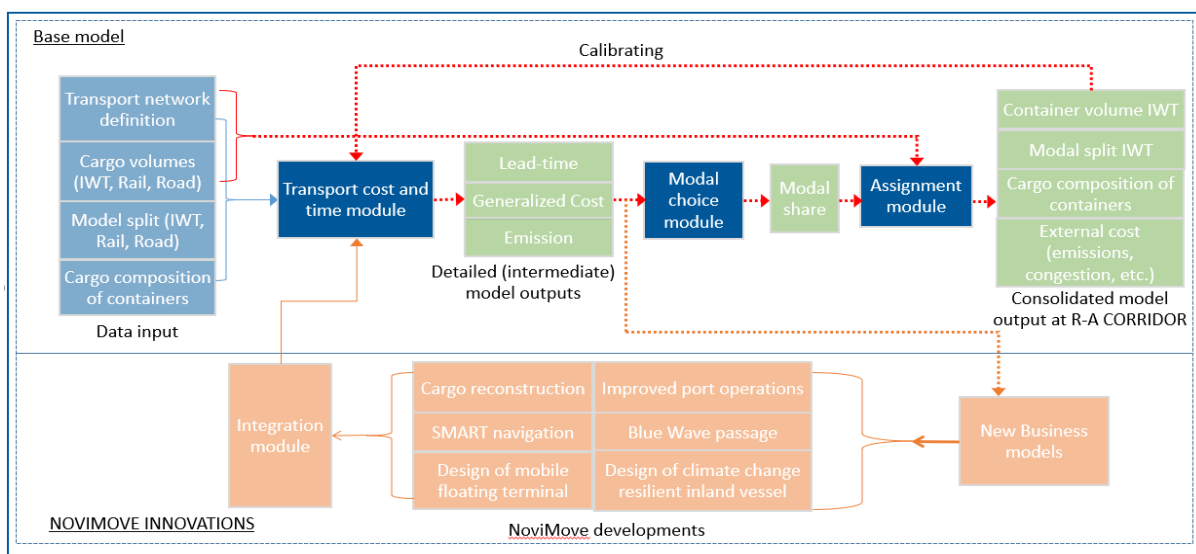 Base model
Calibrating
Transport network
definition
Cargo volumes
(IWT, Rail, Road)
Model split (IWT,
Rail, Road)
Cargo composition
of containers
Data input
Transport cost and
time module
Lead-time
Generalized Cost
Emission
Detailed (intermediate)
model outputs
Modal
choice
module
Modal
share
Assignment
module
Container volume IWT
Modal split IWT
Cargo composition of
containers
External cost
(emissions,
congestion, etc.)
Consolidated model
output at R-A CORRIDOR
Integration
module
Cargo reconstruction
SMART navigation
Design of mobile
floating terminal
Improved port operations
Blue Wave passage
Design of climate change
resilient inland vessel
New Business
models
NOVIMOVE INNOVATIONS
NoviMove developments